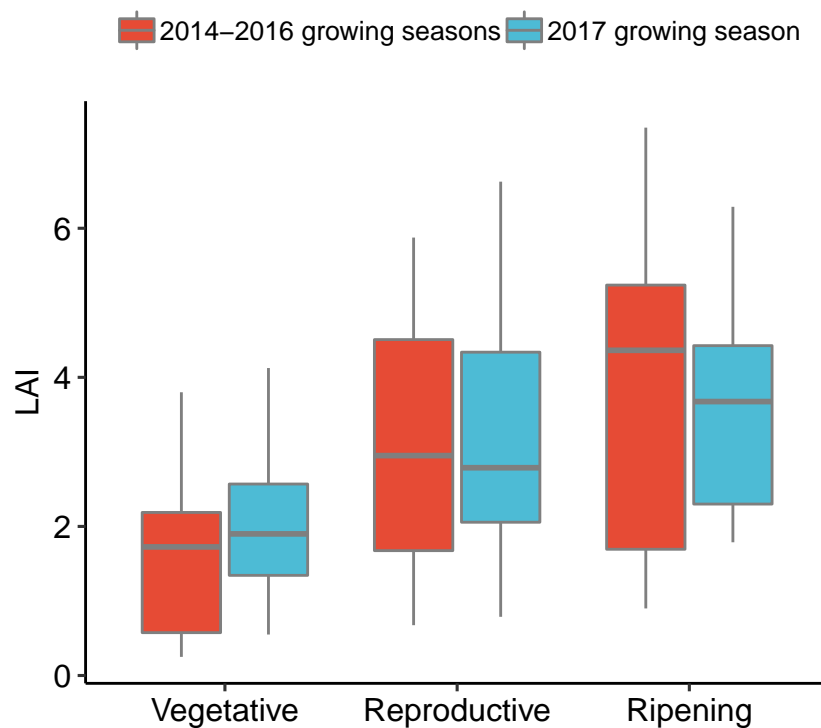 2014–2016 growing seasons 2017 growing season
6
4
2
0
LAI
Vegetative Reproductive Ripening